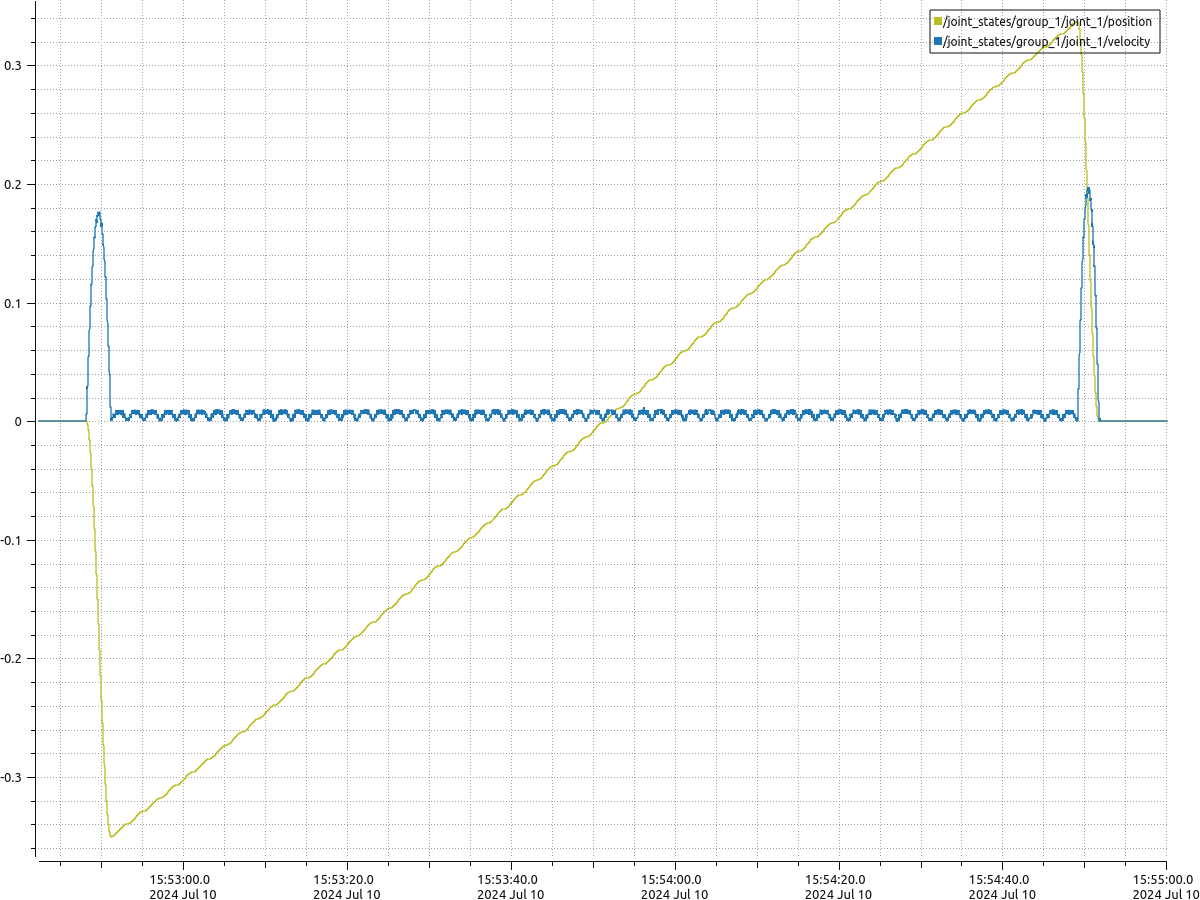 /joint_states/group_1/joint_1/position
/joint_states/group_1/joint_1/velocity
0.3
0.2
0.1
0
-0.1
-0.2
-0.3
15:53:00.0
2024 Jul 10
15:53:20.0
2024 Jul 10
15:53:40.0
2024 Jul 10
15:54:00.0
2024 Jul 10
15:54:20.0
2024 Jul 10
15:54:40.0
2024 Jul 10
15:55:00.0
2024 Jul 10